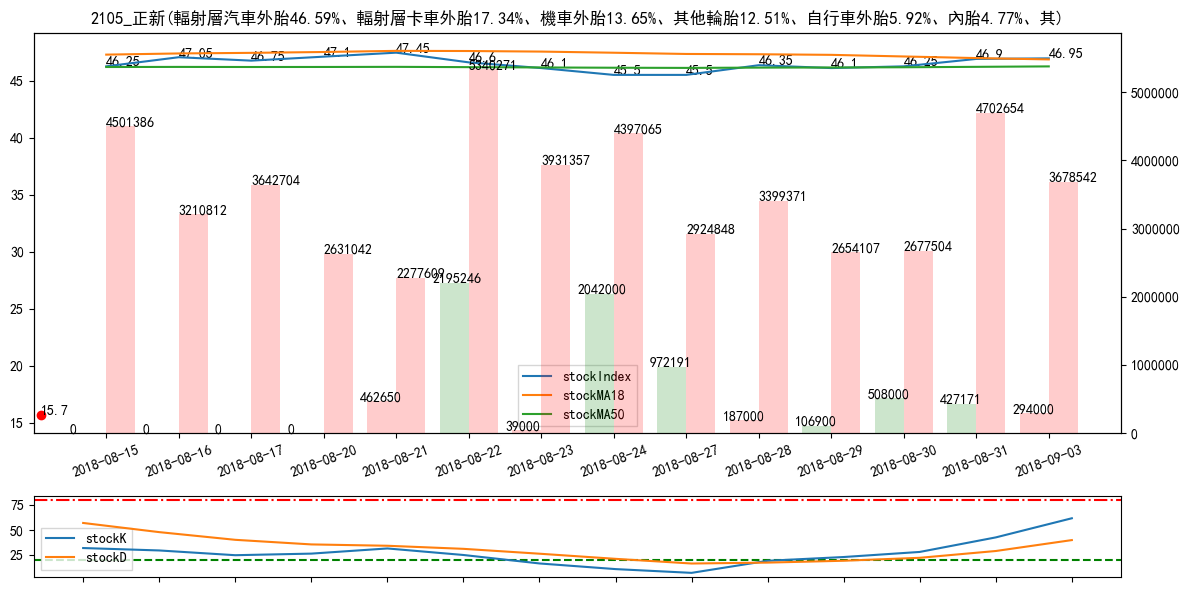 2105_正新(輻射層汽車外胎46.59%、輻射層卡車外胎17.34%、機車外胎13.65%、其他輪胎12.51%、自行車外胎5.92%、內胎4.77%、其)
46.25 47.05 46.75 47.1 47.45 46.6 46.1 45.5 45.5 46.35 46.1 46.25 46.9 46.95
45
40
35
30
25
20
15
5000000
4000000
3000000
2000000
1000000
0
4501386 3210812 3642704 2631042 2277609 5340271 3931357 4397065 2924848 3399371 2654107 2677504 4702654 3678542
0 0 0 0 462650 2195246 39000 2042000 972191 187000 106900 508000 427171 294000
15.7
stockIndex
stockMA18
stockMA50
2018-08-15 2018-08-16 2018-08-17 2018-08-20 2018-08-21 2018-08-22 2018-08-23 2018-08-24 2018-08-27 2018-08-28 2018-08-29 2018-08-30 2018-08-31 2018-09-03
75
50
25
stockK
stockD